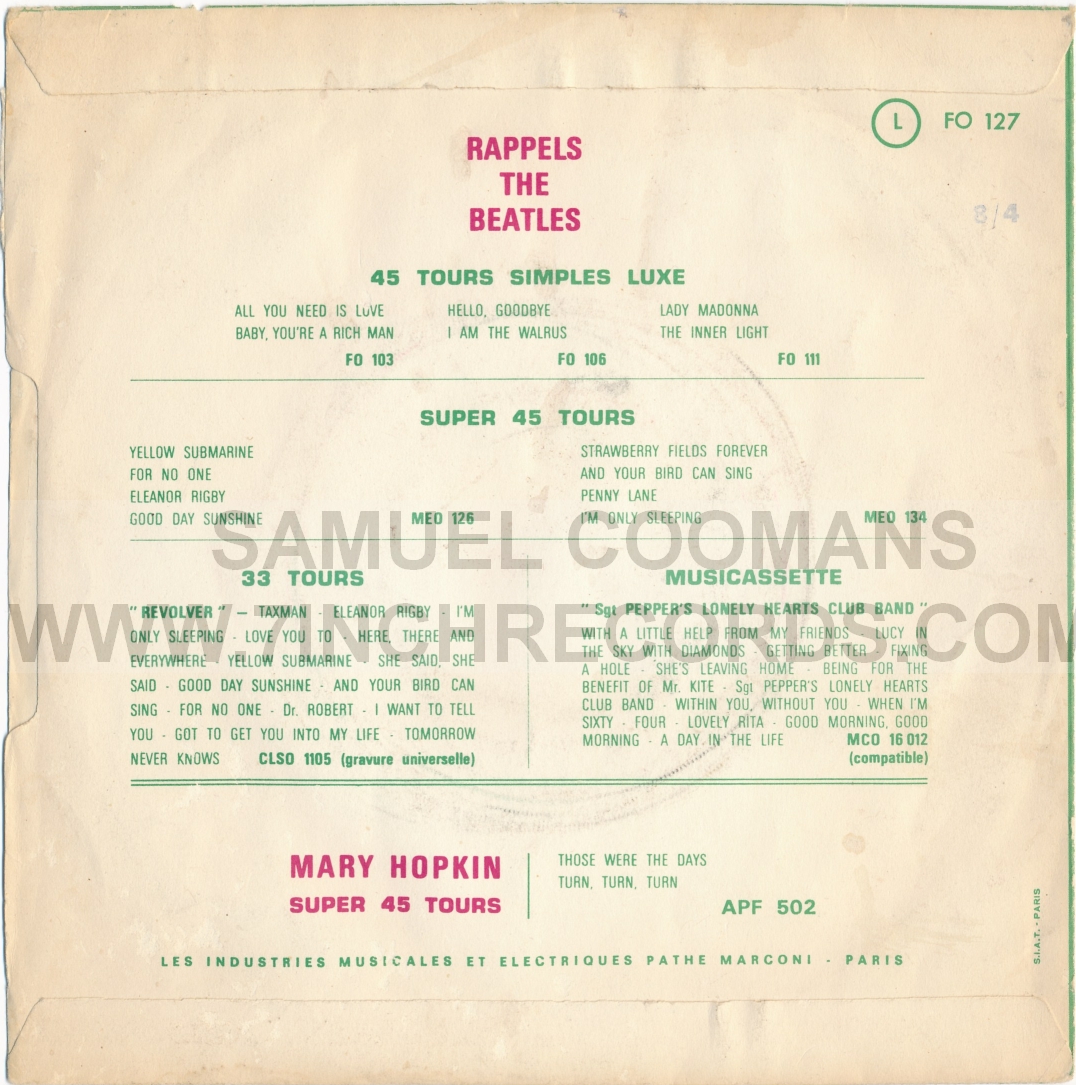 L FO 127
RAPPELS
THE
BEATLES
8/4
45 TOURS SIMPLES LUXE
ALL YOU NEED IS LOVE
BABY, YOU'RE A RICH MAN
FO 103
HELLO, GOODBYE
I AM THE WALRUS
FO 106
LADY MADONNA
THE INNER LIGHT
FO 111
SUPER 45 TOURS
YELLOW SUBMARINE
FOR NO ONE
ELEANOR RIGBY
GOOD DAY SUNSHINE MEO 126
STRAWBERRY FIELDS FOREVER
AND YOUR BIRD CAN SING
PENNY LANE
I'M ONLY SLEEPING MEO 134
SAMUEL COOMANS
WWW.7INCHRECORDS.COM
33 TOURS
"REVOLVER" - TAXMAN - ELEANOR RIGBY - I'M
ONLY SLEEPING - LOVE YOU TO - HERE, THERE AND
EVERYWHERE - YELLOW SUBMARINE - SHE SAID, SHE
SAID - GOOD DAY SUNSHINE - AND YOUR BIRD CAN
SING - FOR NO ONE - Dr. ROBERT - I WANT TO TELL
YOU - GOT TO GET YOU INTO MY LIFE - TOMORROW
NEVER KNOWS CLSO 1105 (gravure universelle)
MUSICASSETTE
"Sgt PEPPER'S LONELY HEARTS CLUB BAND"
WITH A LITTLE HELP FROM MY FRIENDS - LUCY IN
THE SKY WITH DIAMONDS - GETTING BETTER - FIXING
A HOLE - SHE'S LEAVING HOME - BEING FOR THE
BENEFIT OF Mr. KITE - Sgt PEPPER'S LONELY HEARTS
CLUB BAND - WITHIN YOU, WITHOUT YOU - WHEN I'M
SIXTY - FOUR - LOVELY RITA - GOOD MORNING, GOOD
MORNING - A DAY IN THE LIFE MCO 16 012
(compatible)
MARY HOPKIN
SUPER 45 TOURS
THOSE WERE THE DAYS
TURN, TURN, TURN
APF 502
LES INDUSTRIES MUSICALES ET ELECTRIQUES PATHE MARCONI - PARIS
S.I.A.T. - PARIS